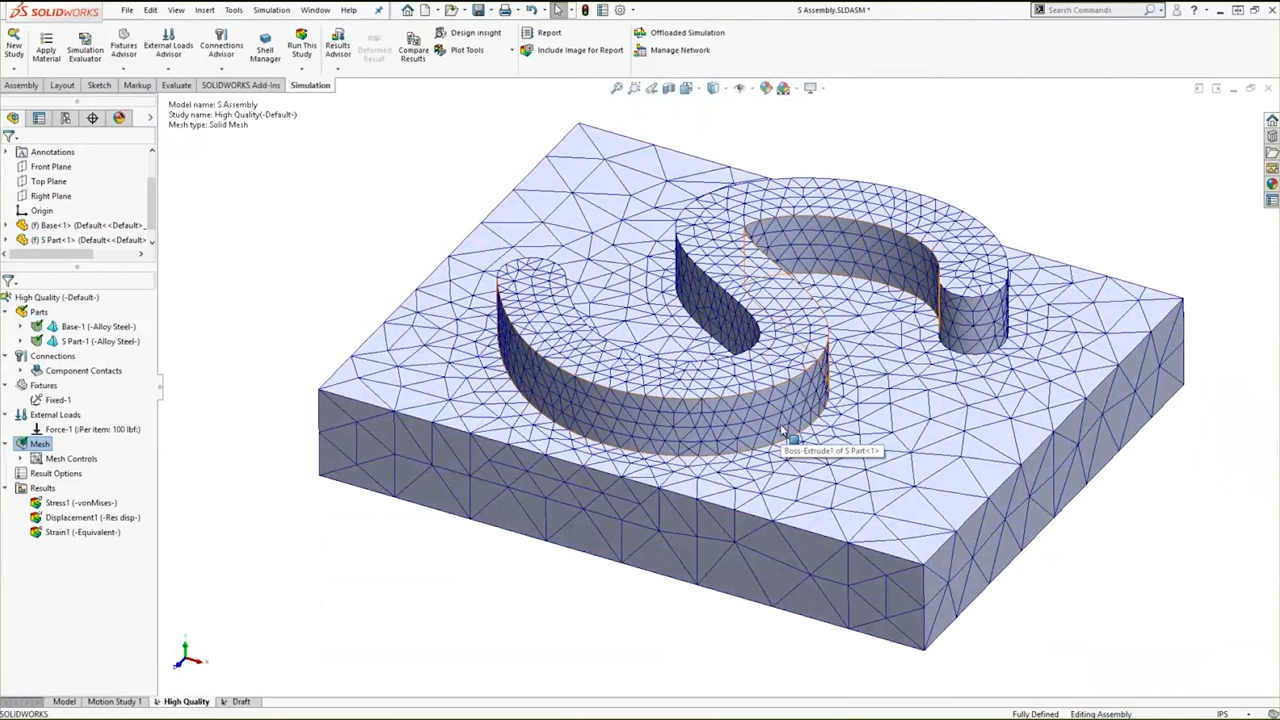 SOLIDWORKS File Edit View Insert Tools Simulation Window Help S Assembly.SLDASM * Search Commands
New Study
Apply Material
Simulation Evaluator
Fixtures Advisor
External Loads Advisor
Connections Advisor
Shell Manager
Run This Study
Results Advisor
Deformed Result
Compare Results
Design Insight
Plot Tools
Report
Include Image for Report
Offloaded Simulation
Manage Network
Assembly Layout Sketch Markup Evaluate SOLIDWORKS Add-Ins Simulation
Model name: S Assembly
Study name: High Quality(-Default-)
Mesh type: Solid Mesh
Annotations
Front Plane
Top Plane
Right Plane
Origin
(f) Base<1> (Default<<Default>_
(f) S Part<1> (Default<<Default>
High Quality (-Default-)
Parts
Base-1 (-Alloy Steel-)
S Part-1 (-Alloy Steel-)
Connections
Component Contacts
Fixtures
Fixed-1
External Loads
Force-1 (:Per item: 100 lbf:)
Mesh
Mesh Controls
Result Options
Results
Stress1 (-vonMises-)
Displacement1 (-Res disp-)
Strain1 (-Equivalent-)
Boss-Extrude1 of S Part<1>
Y
X
Z
Model Motion Study 1 High Quality Draft
SOLIDWORKS Fully Defined Editing Assembly IPS